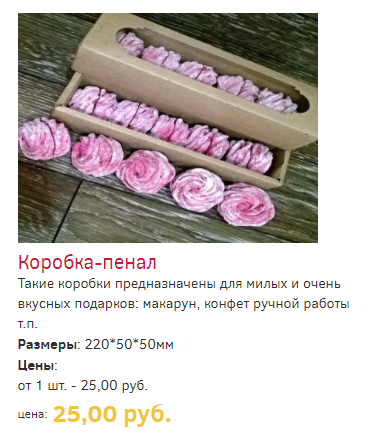 Коробка-пенал
Такие коробки предназначены для милых и очень
вкусных подарков: макарун, конфет ручной работы
т.п.
Размеры: 220*50*50мм
Цены:
от 1 шт. - 25,00 руб.
цена: 25,00 руб.